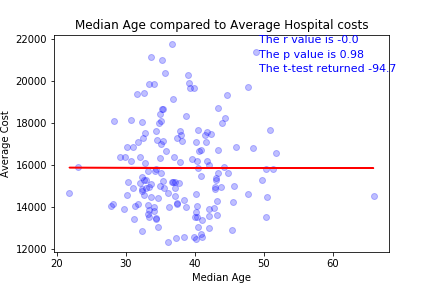 Median Age compared to Average Hospital costs
The r value is -0.0
The p value is 0.98
The t-test returned -94.7
22000
20000
18000
16000
14000
12000
Average Cost
20 30 40 50 60
Median Age